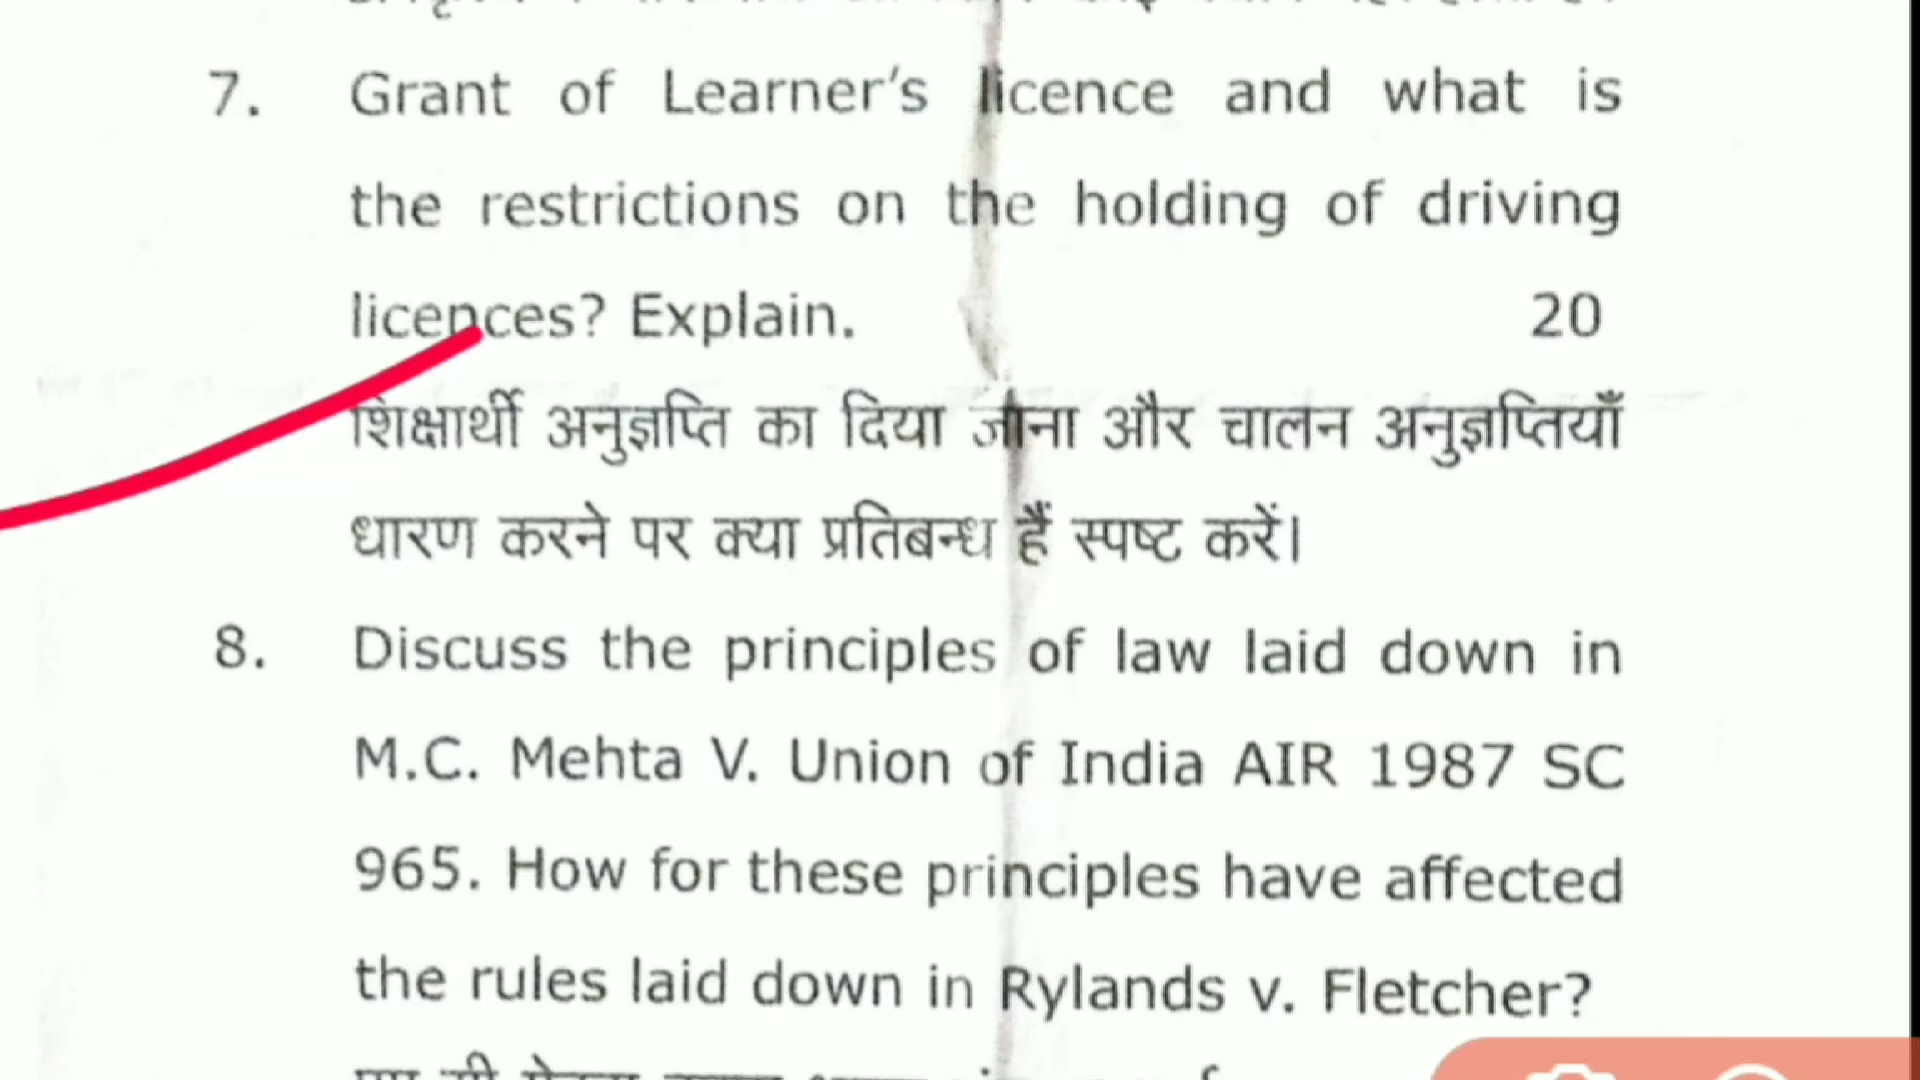 7. Grant of Learner's licence and what is
the restrictions on the holding of driving
licences? Explain. 20
शिक्षार्थी अनुज्ञप्ति का दिया जाना और चालन अनुज्ञप्तियाँ
धारण करने पर क्या प्रतिबन्ध हैं स्पष्ट करें।
8. Discuss the principles of law laid down in
M.C. Mehta V. Union of India AIR 1987 SC
965. How for these principles have affected
the rules laid down in Rylands v. Fletcher?